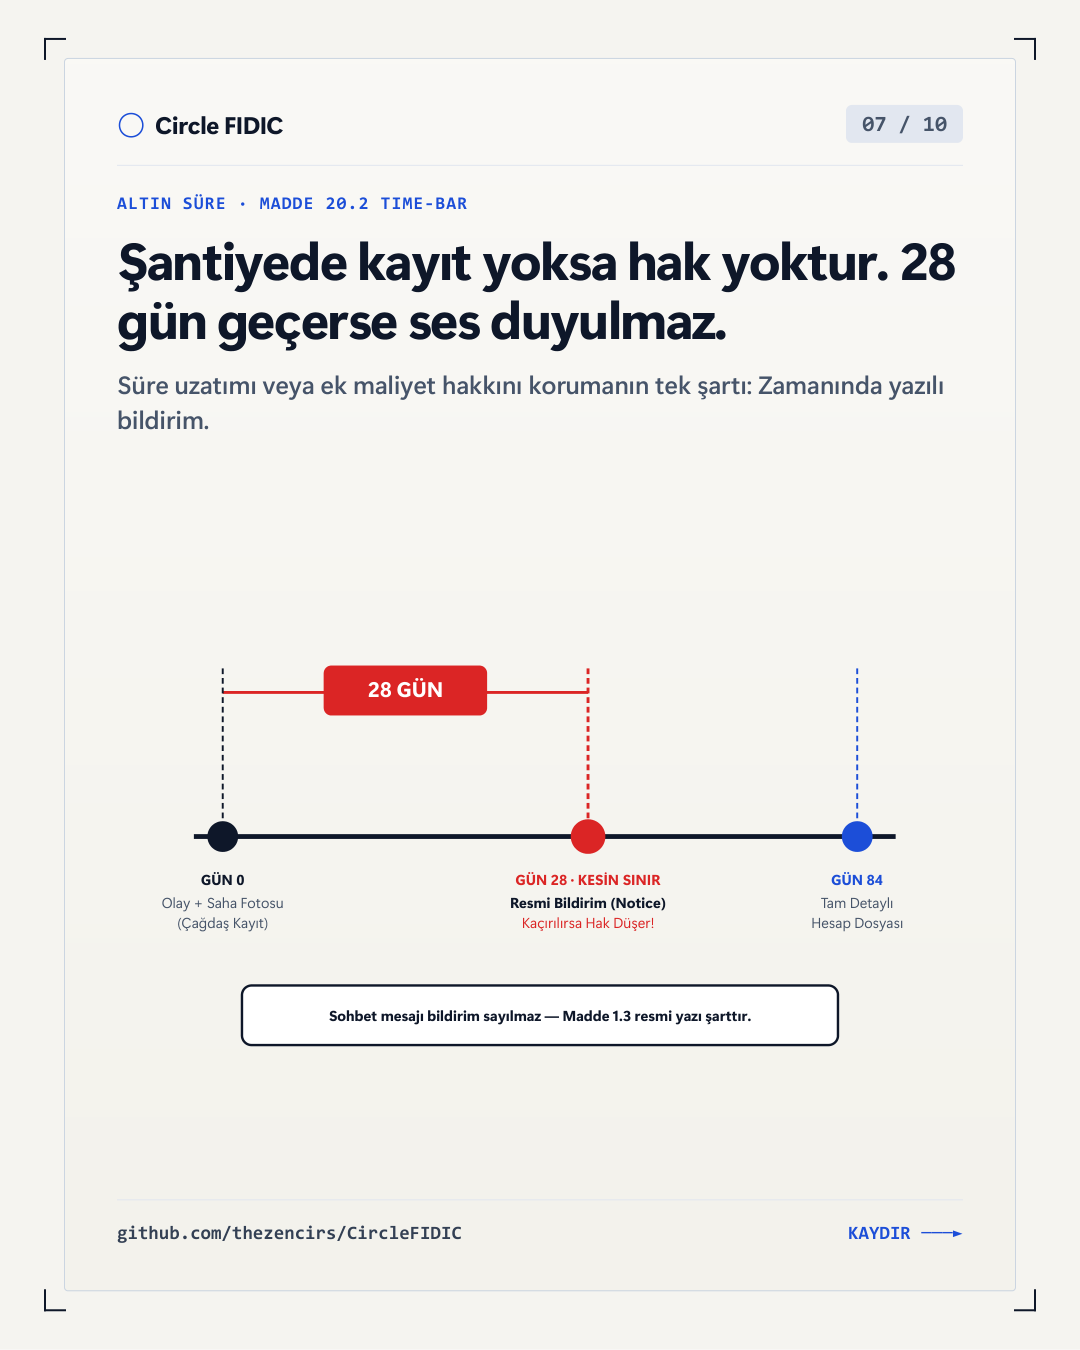 Circle FIDIC
07 / 10
ALTIN SÜRE · MADDE 20.2 TIME-BAR
Şantiyede kayıt yoksa hak yoktur. 28
gün geçerse ses duyulmaz.
Süre uzatımı veya ek maliyet hakkını korumanın tek şartı: Zamanında yazılı
bildirim.
28 GÜN
GÜN 0
Olay + Saha Fotosu
(Çağdaş Kayıt)
GÜN 28 · KESİN SINIR
Resmi Bildirim (Notice)
Kaçırılırsa Hak Düşer!
GÜN 84
Tam Detaylı
Hesap Dosyası
Sohbet mesajı bildirim sayılmaz — Madde 1.3 resmi yazı şarttır.
github.com/thezencirs/CircleFIDIC
KAYDIR ──►